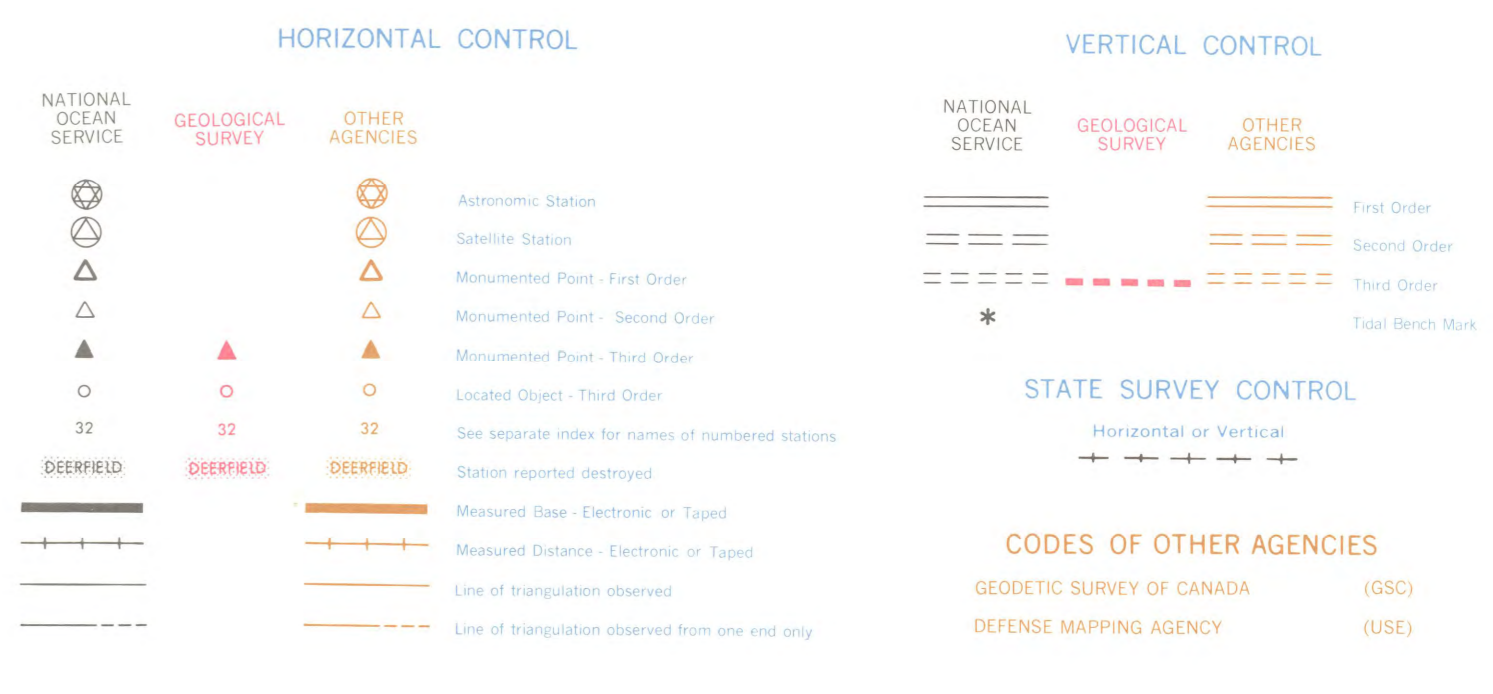 HORIZONTAL CONTROL
NATIONAL
OCEAN
SERVICE
GEOLOGICAL
SURVEY
OTHER
AGENCIES
Astronomic Station
Satellite Station
Monumented Point - First Order
Monumented Point - Second Order
Monumented Point - Third Order
Located Object - Third Order
32 32 32 See separate index for names of numbered stations
DEERFIELD DEERFIELD DEERFIELD Station reported destroyed
Measured Base - Electronic or Taped
Measured Distance - Electronic or Taped
Line of triangulation observed
Line of triangulation observed from one end only
VERTICAL CONTROL
NATIONAL
OCEAN
SERVICE
GEOLOGICAL
SURVEY
OTHER
AGENCIES
First Order
Second Order
Third Order
Tidal Bench Mark
STATE SURVEY CONTROL
Horizontal or Vertical
CODES OF OTHER AGENCIES
GEODETIC SURVEY OF CANADA (GSC)
DEFENSE MAPPING AGENCY (USE)